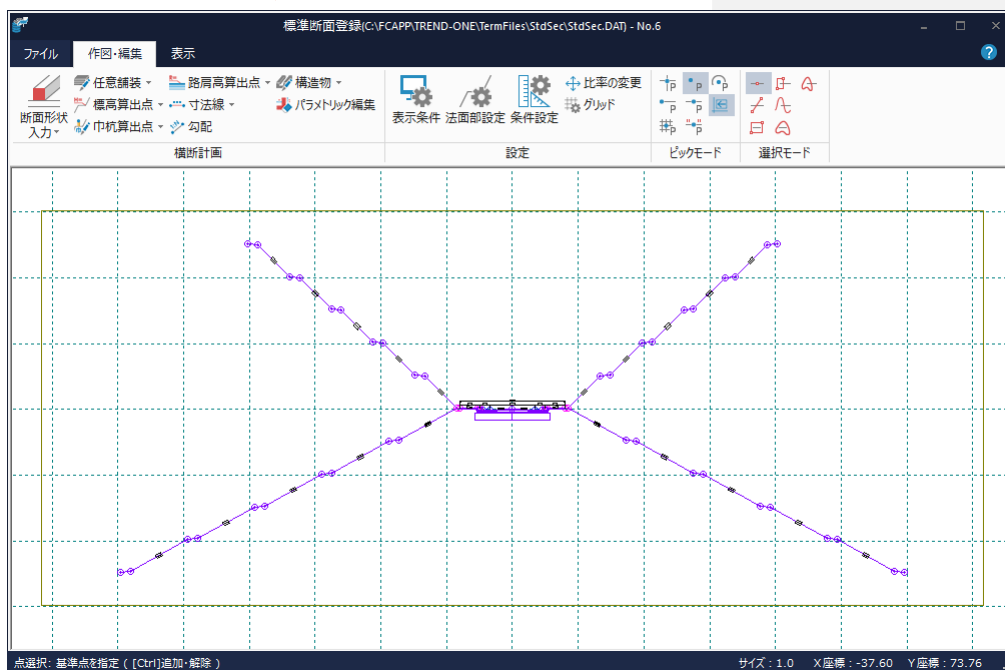 標準断面登録(C:\FCAPP\TREND-ONE\TermFiles\StdSec\StdSec.DAT) - No.6
ファイル 作図・編集 表示
断面形状入力
任意舗装 路肩高算出点 構造物
標高算出点 寸法線 パラメトリック編集
巾杭算出点 勾配
横断計画
表示条件 法面部設定 条件設定
比率の変更
グリッド
設定
ピックモード
選択モード
点選択: 基準点を指定 ( [Ctrl]追加・解除 ) サイズ : 1.0 X座標 : -37.60 Y座標 : 73.76